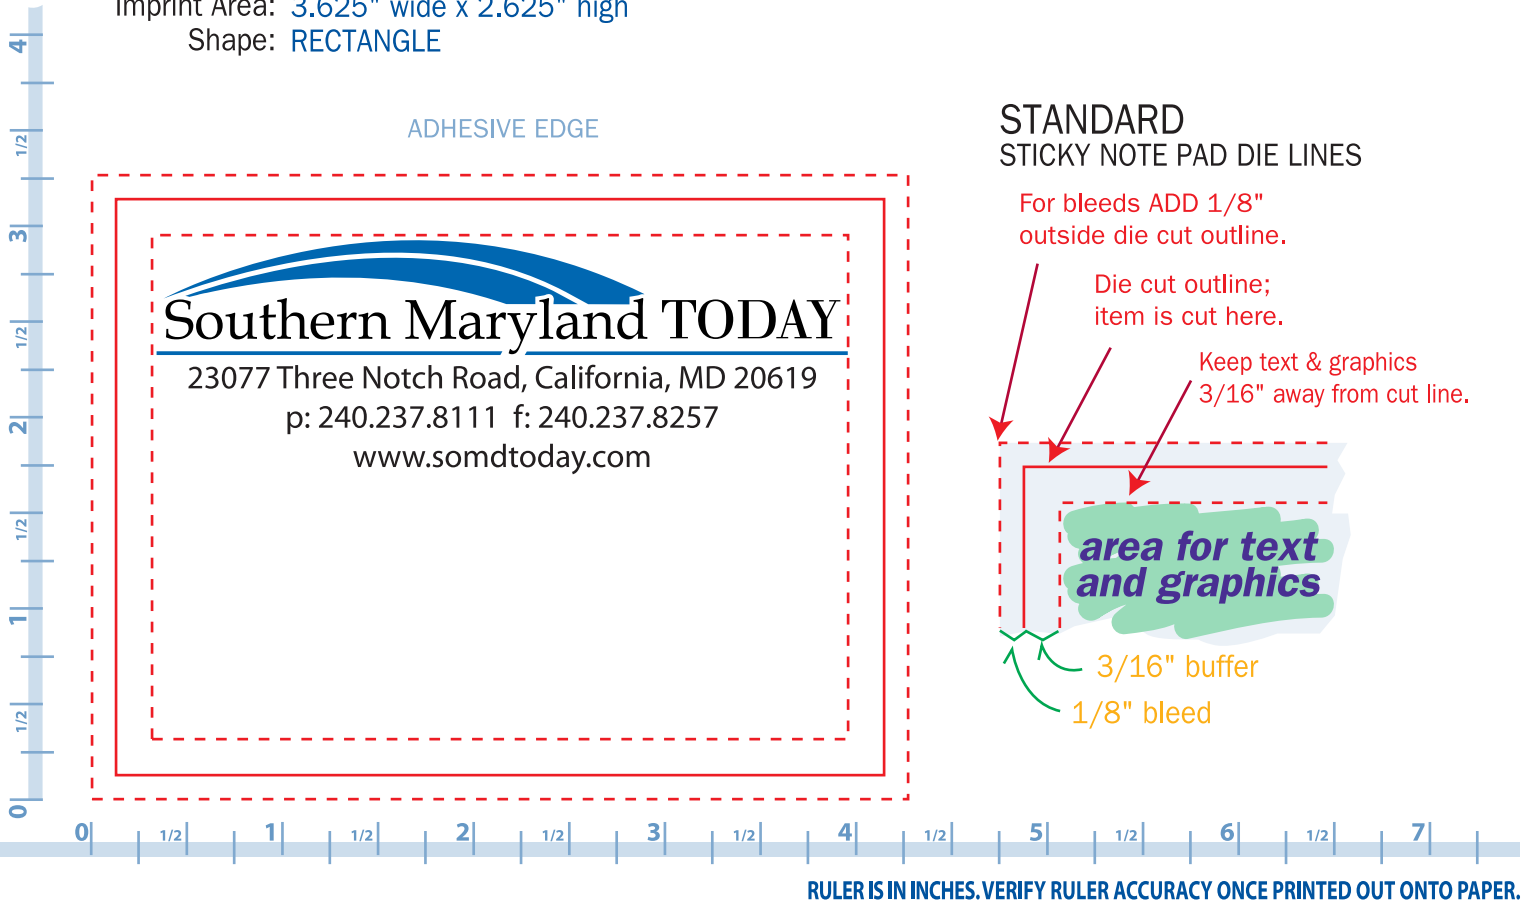 Imprint Area: 3.625" wide x 2.625" high
Shape: RECTANGLE
ADHESIVE EDGE
Southern Maryland TODAY
23077 Three Notch Road, California, MD 20619
p: 240.237.8111 f: 240.237.8257
www.somdtoday.com
STANDARD
STICKY NOTE PAD DIE LINES
For bleeds ADD 1/8"
outside die cut outline.
Die cut outline;
item is cut here.
Keep text & graphics
3/16" away from cut line.
area for text
and graphics
3/16" buffer
1/8" bleed
4
1/2
3
1/2
2
1/2
1
1/2
0
0 1/2 1 1/2 2 1/2 3 1/2 4 1/2 5 1/2 6 1/2 7
RULER IS IN INCHES. VERIFY RULER ACCURACY ONCE PRINTED OUT ONTO PAPER.